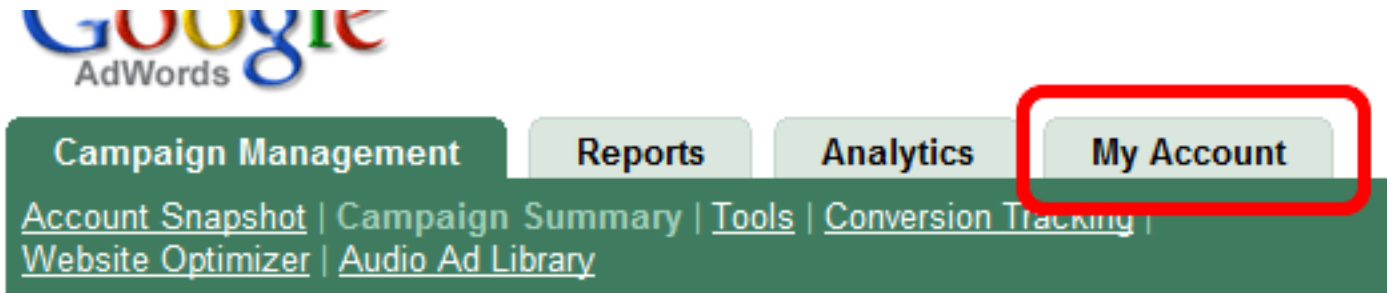 Google
AdWords
Campaign Management Reports Analytics My Account
Account Snapshot | Campaign Summary | Tools | Conversion Tracking |
Website Optimizer | Audio Ad Library